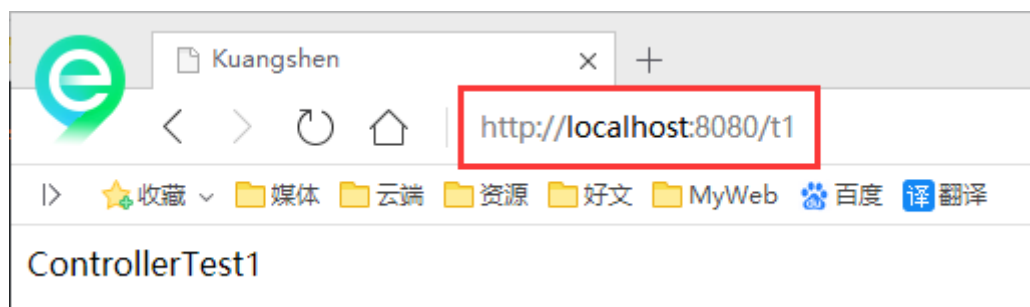 Kuangshen
http://localhost:8080/t1
收藏 媒体 云端 资源 好文 MyWeb du 百度 译 翻译
ControllerTest1